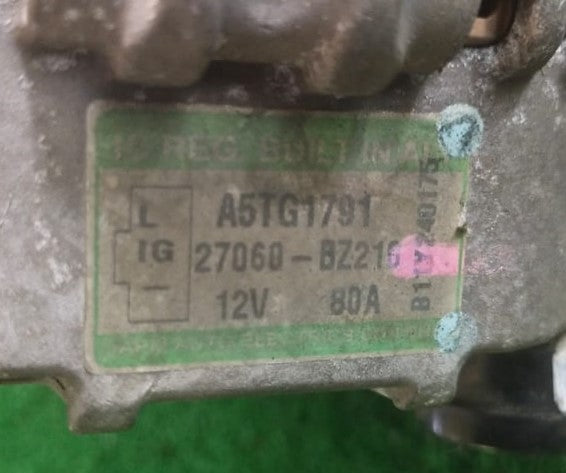 IC REG. BUILT IN
L
IG
A5TG1791
27060-BZ21
12V 80A